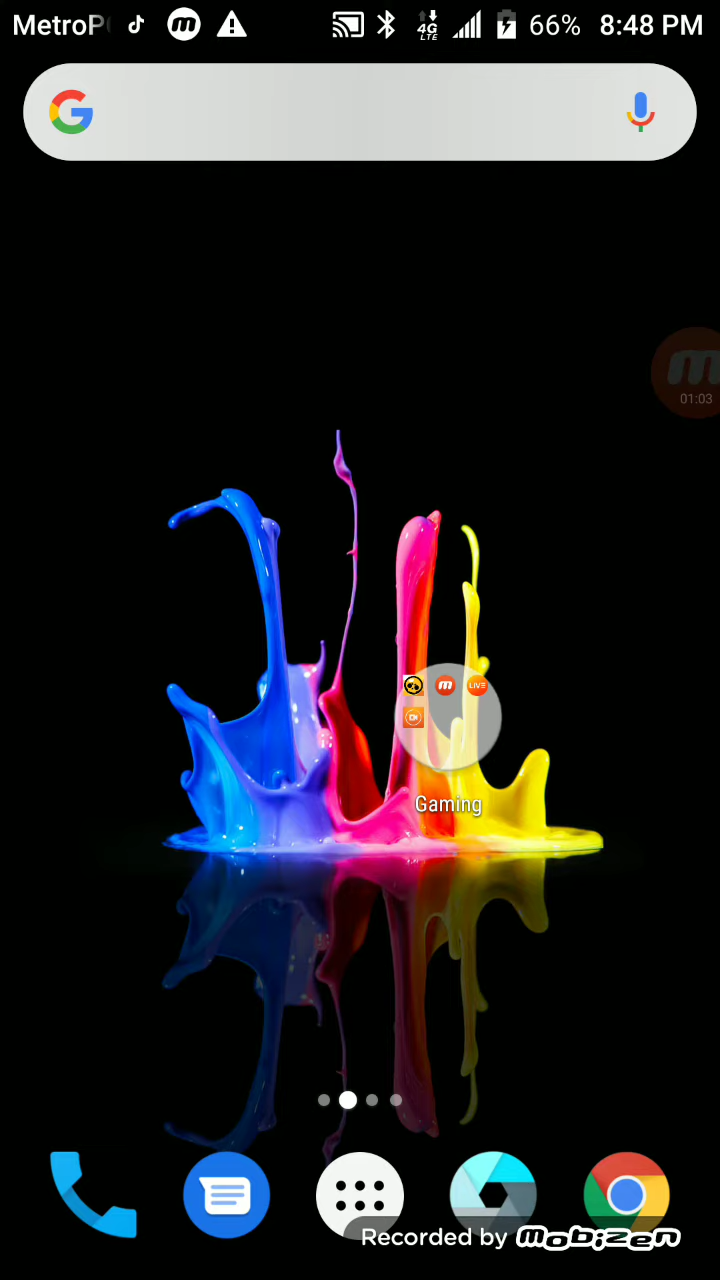 MetroP 4G LTE 66% 8:48 PM
01:03
LIVE
Gaming
Recorded by Mobizen